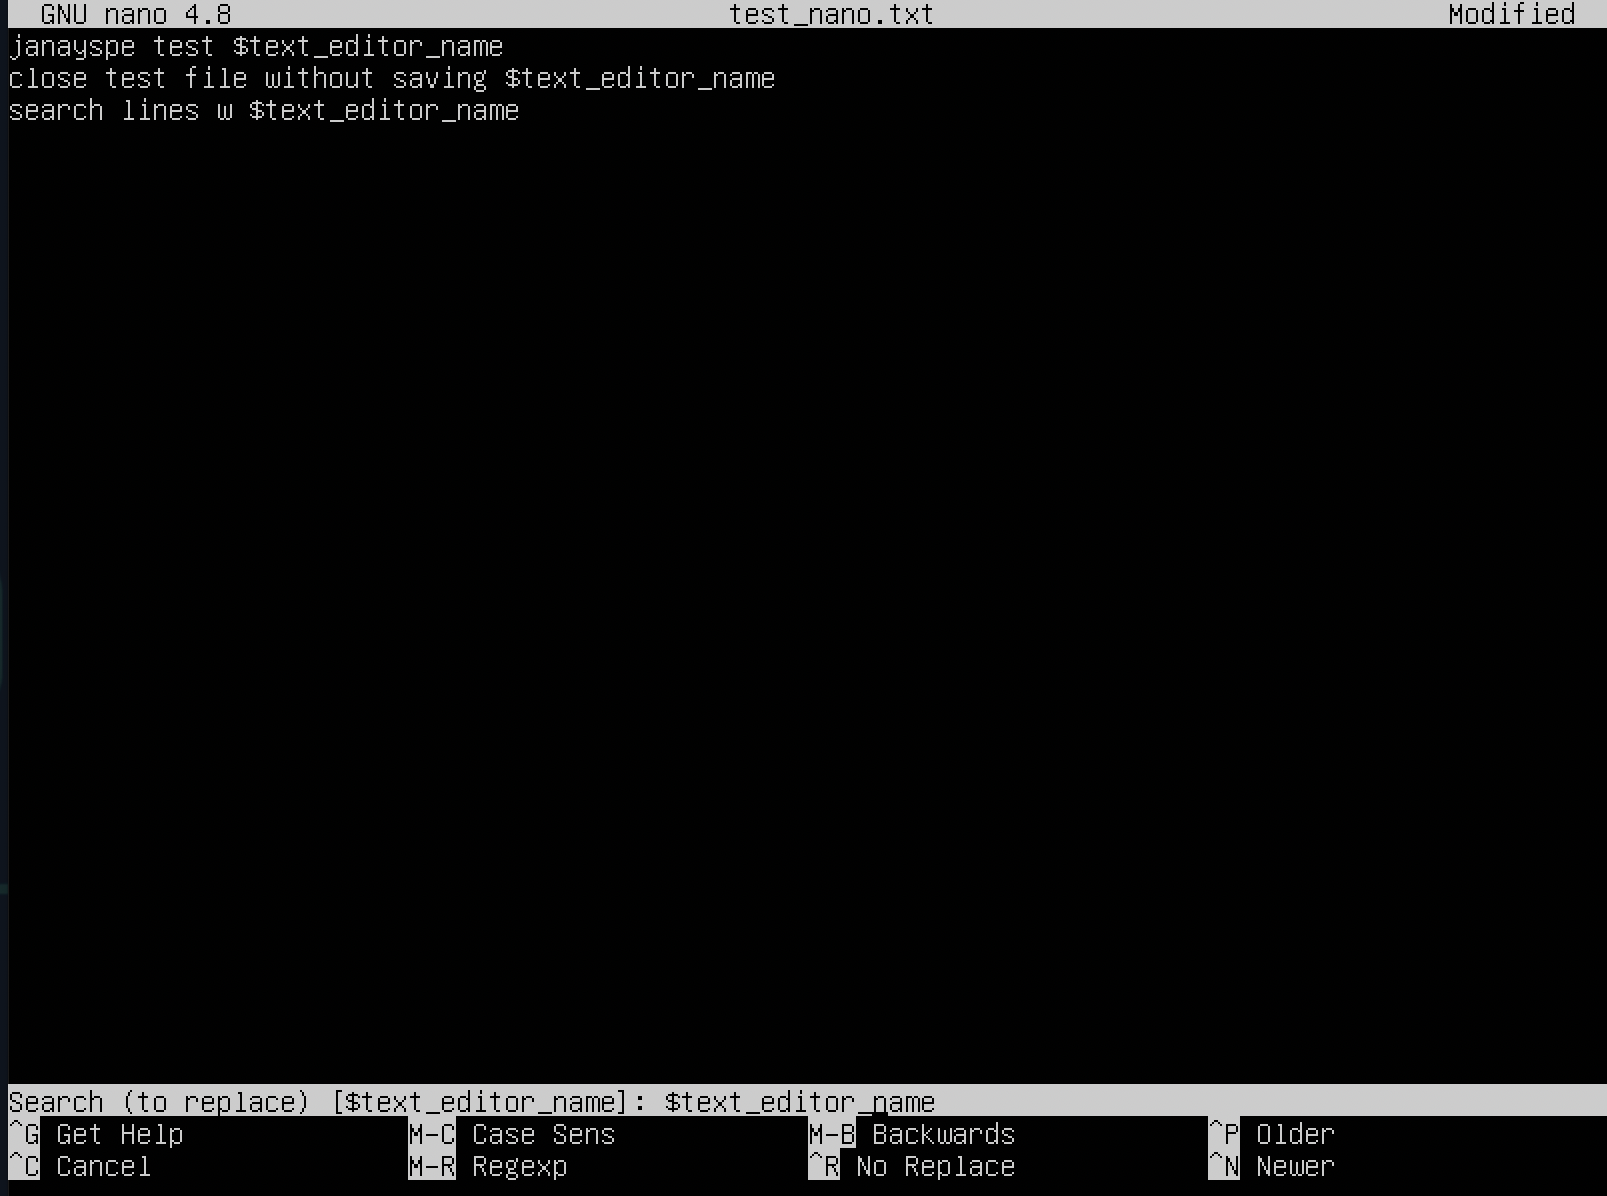 GNU nano 4.8 test_nano.txt Modified
janayspe test $text_editor_name
close test file without saving $text_editor_name
search lines w $text_editor_name
Search (to replace) [$text_editor_name]: $text_editor_name
^G Get Help M-C Case Sens M-B Backwards ^P Older
^C Cancel M-R Regexp ^R No Replace ^N Newer